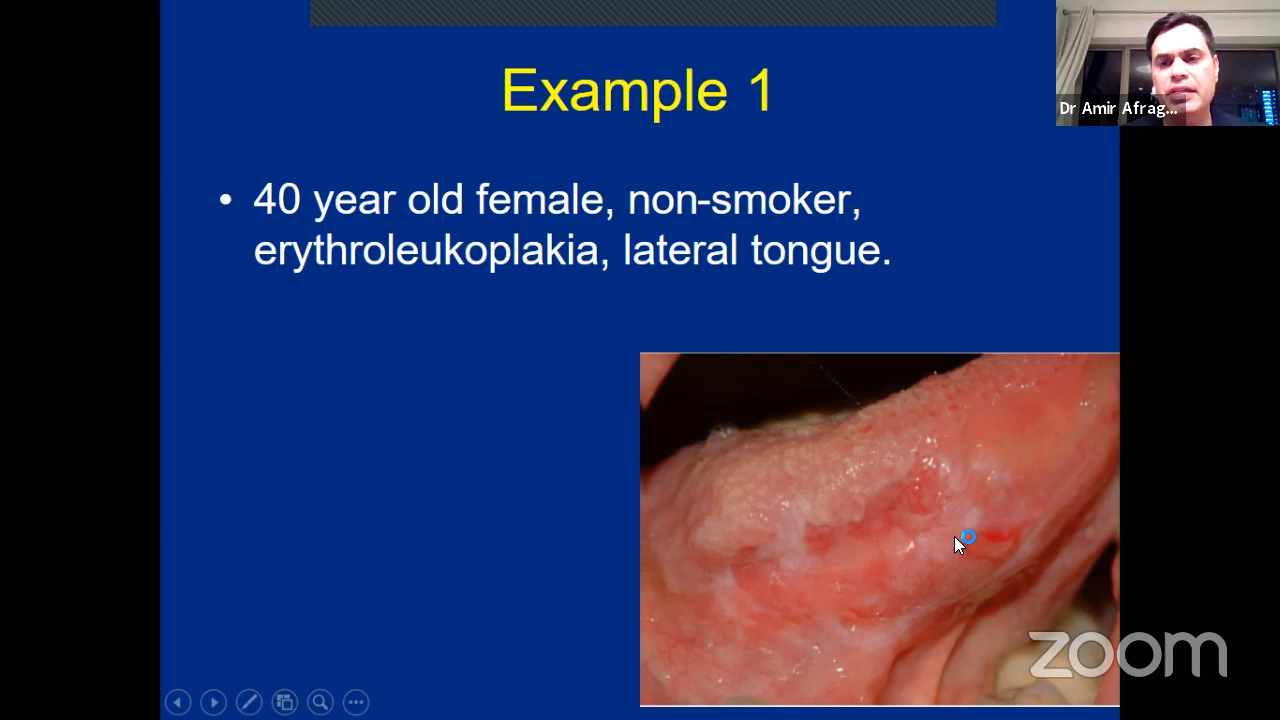 Example 1
Dr Amir Afrag...
• 40 year old female, non-smoker,
erythroleukoplakia, lateral tongue.
zoom